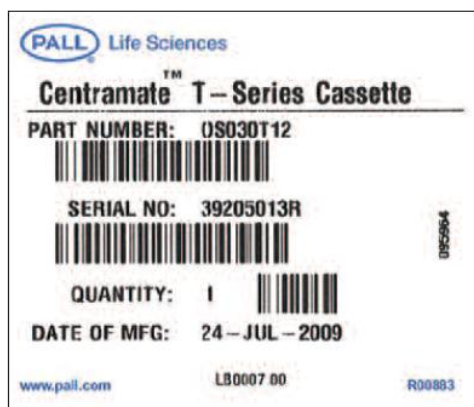 PALL Life Sciences
Centramate™ T-Series Cassette
PART NUMBER: OS030T12
SERIAL NO: 39205013R
095964
QUANTITY: 1
DATE OF MFG: 24-JUL-2009
www.pall.com LB0007.00 R00883